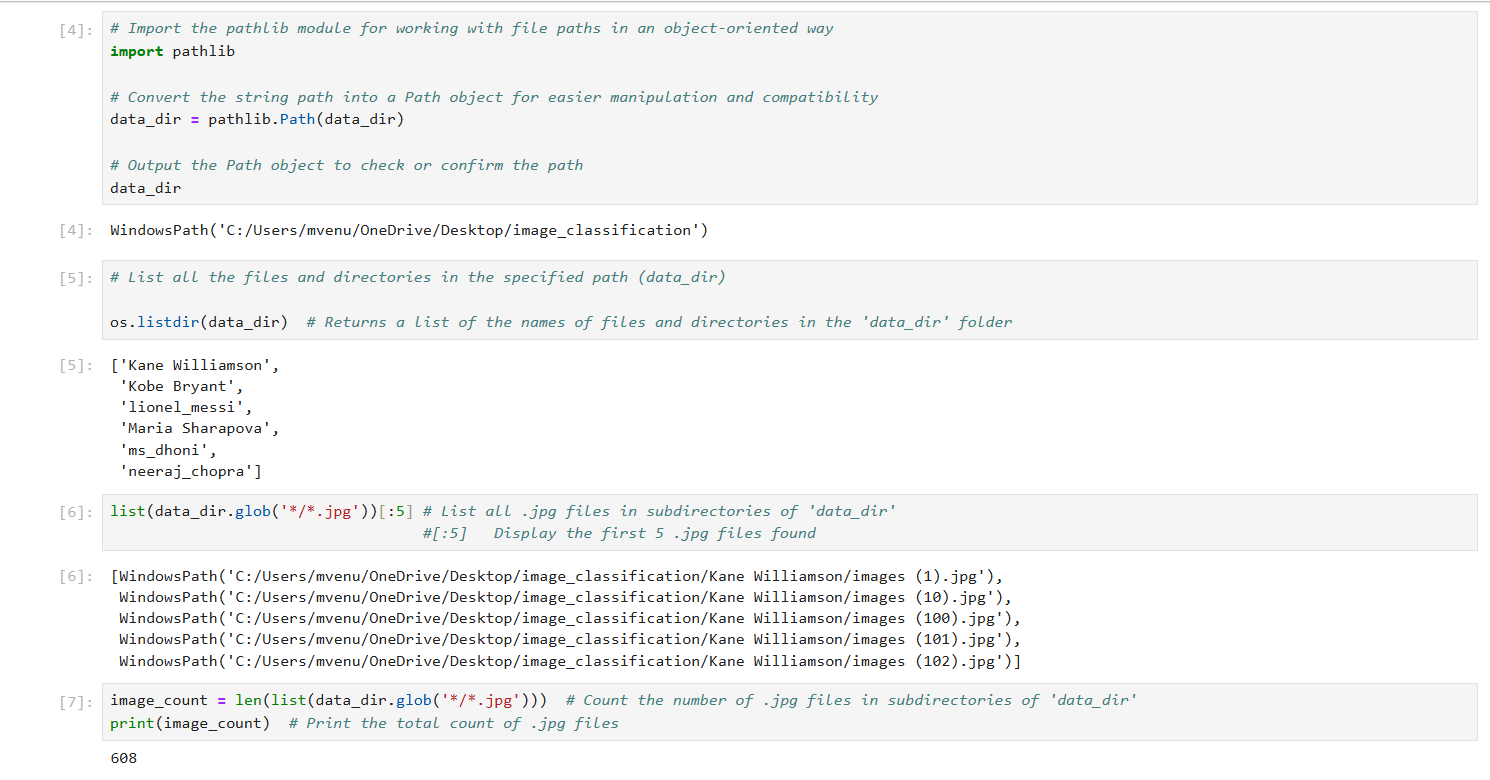 [4]: # Import the pathlib module for working with file paths in an object-oriented way
import pathlib
# Convert the string path into a Path object for easier manipulation and compatibility
data_dir = pathlib.Path(data_dir)
# Output the Path object to check or confirm the path
data_dir
[4]: WindowsPath('C:/Users/mvenu/OneDrive/Desktop/image_classification')
[5]: # List all the files and directories in the specified path (data_dir)
os.listdir(data_dir)  # Returns a list of the names of files and directories in the 'data_dir' folder
[5]: ['Kane Williamson',
'Kobe Bryant',
'lionel_messi',
'Maria Sharapova',
'ms_dhoni',
'neeraj_chopra']
[6]: list(data_dir.glob('*/*.jpg'))[:5] # List all .jpg files in subdirectories of 'data_dir'
#[:5]   Display the first 5 .jpg files found
[6]: [WindowsPath('C:/Users/mvenu/OneDrive/Desktop/image_classification/Kane Williamson/images (1).jpg'),
WindowsPath('C:/Users/mvenu/OneDrive/Desktop/image_classification/Kane Williamson/images (10).jpg'),
WindowsPath('C:/Users/mvenu/OneDrive/Desktop/image_classification/Kane Williamson/images (100).jpg'),
WindowsPath('C:/Users/mvenu/OneDrive/Desktop/image_classification/Kane Williamson/images (101).jpg'),
WindowsPath('C:/Users/mvenu/OneDrive/Desktop/image_classification/Kane Williamson/images (102).jpg')]
[7]: image_count = len(list(data_dir.glob('*/*.jpg')))  # Count the number of .jpg files in subdirectories of 'data_dir'
print(image_count)  # Print the total count of .jpg files
608